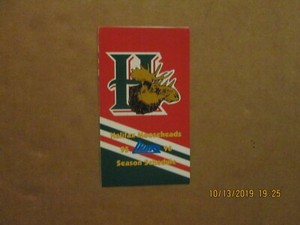 H
Halifax Mooseheads
Season Schedule
10/13/2019 19:25